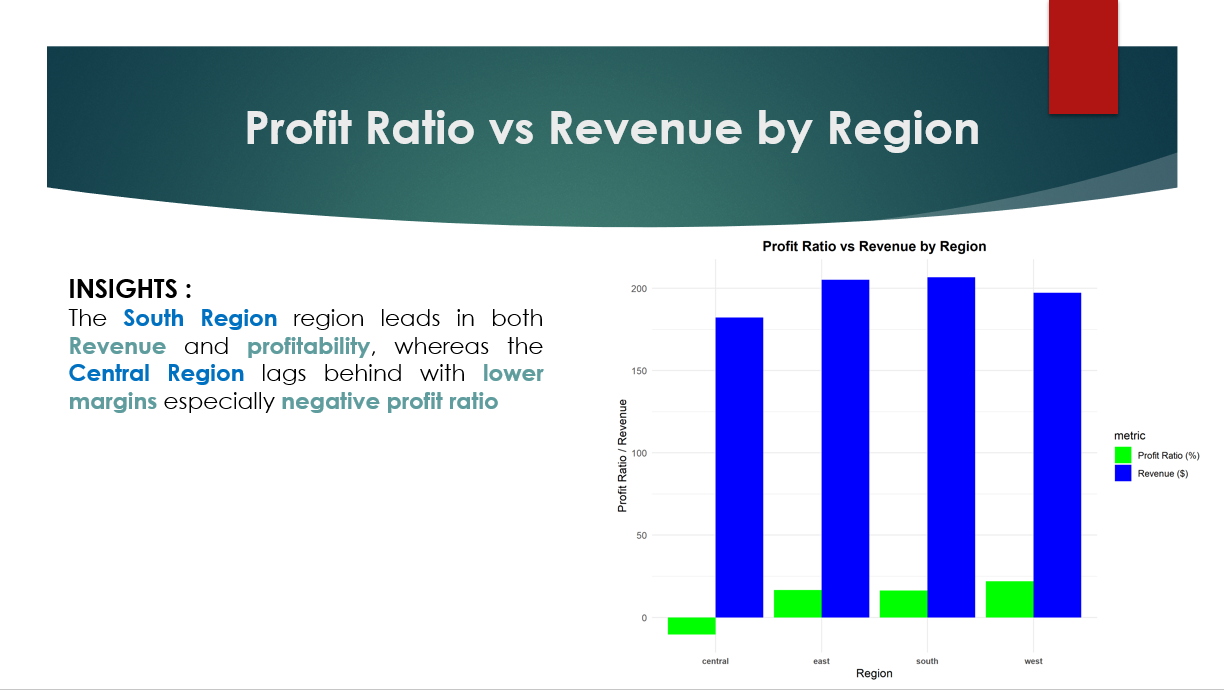 Profit Ratio vs Revenue by Region
INSIGHTS :
The South Region region leads in both
Revenue and profitability, whereas the
Central Region lags behind with lower
margins especially negative profit ratio
Profit Ratio vs Revenue by Region
Profit Ratio / Revenue
200
150
100
50
0
central east south west
Region
metric
Profit Ratio (%)
Revenue ($)